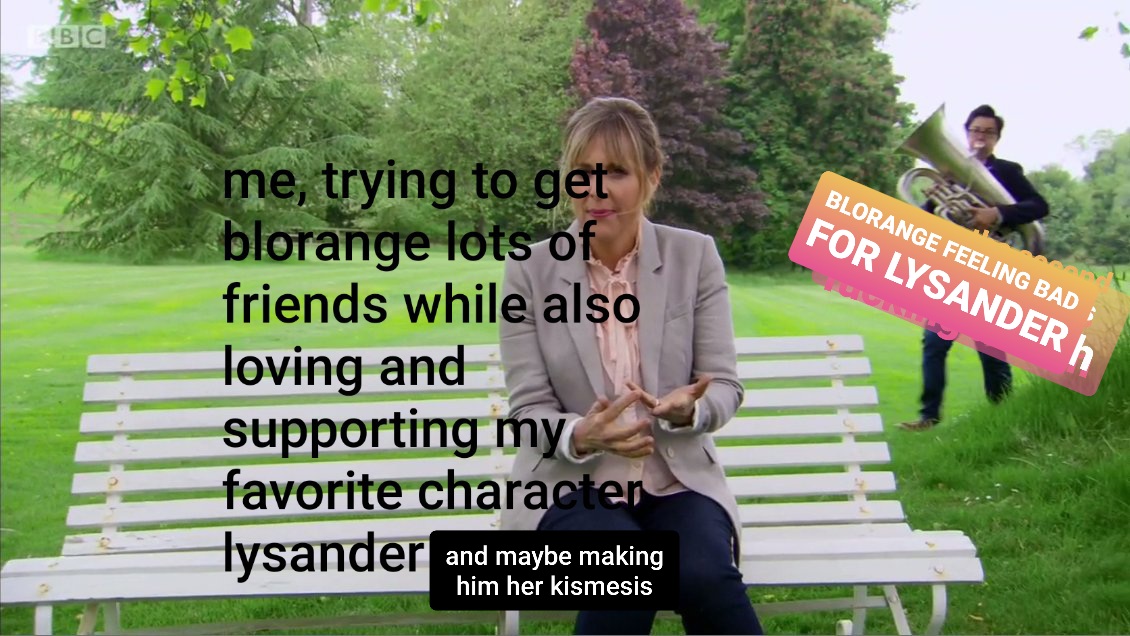 BBC
me, trying to get
blorange lots of
friends while also
loving and
supporting my
favorite character
lysander
and maybe making
him her kismesis
BLORANGE FEELING BAD
FOR LYSANDER
h